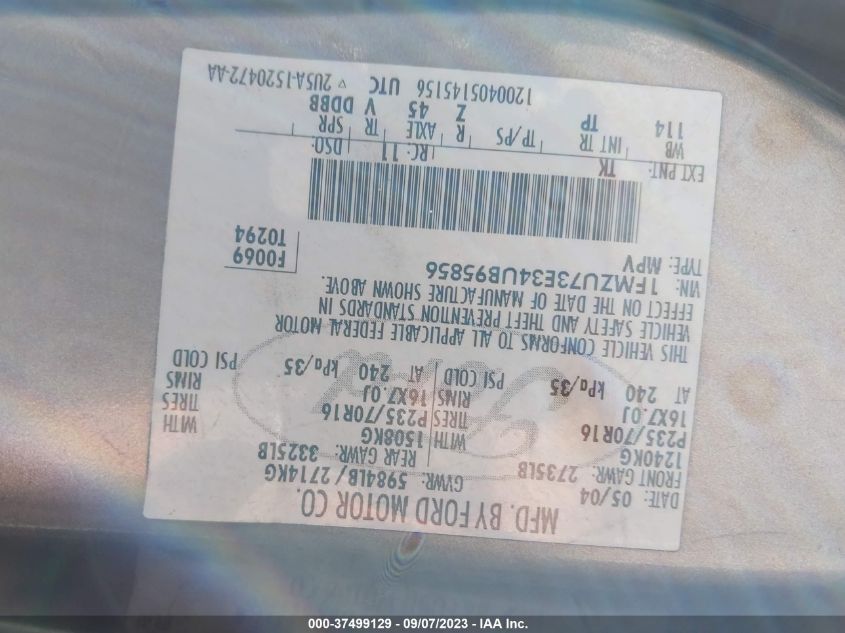 MFD. BY FORD MOTOR CO.
DATE: 05/04 GVWR: 5984LB/2714KG
FRONT GAWR: 2735LB REAR GAWR: 3325LB
1240KG 1508KG WITH
P235/70R16 WITH TIRES P235/70R16 TIRES
16X7.0J RIMS 16X7.0J RIMS
AT 240 kPa/35 PSI COLD AT 240 kPa/35 PSI COLD
THIS VEHICLE CONFORMS TO ALL APPLICABLE FEDERAL MOTOR
VEHICLE SAFETY AND THEFT PREVENTION STANDARDS IN
EFFECT ON THE DATE OF MANUFACTURE SHOWN ABOVE.
VIN: 1FMZU73E34UB95856 F0069
TYPE: MPV T0294
EXT PNT: TK RC: 11 DSO:
WB INT TR TP/PS R AXLE TR SPR
114 TP Z 45 V DDBB
1200405145156 UTC ▽ 2U5A-1520472-AA
000-37499129 - 09/07/2023 - IAA Inc.